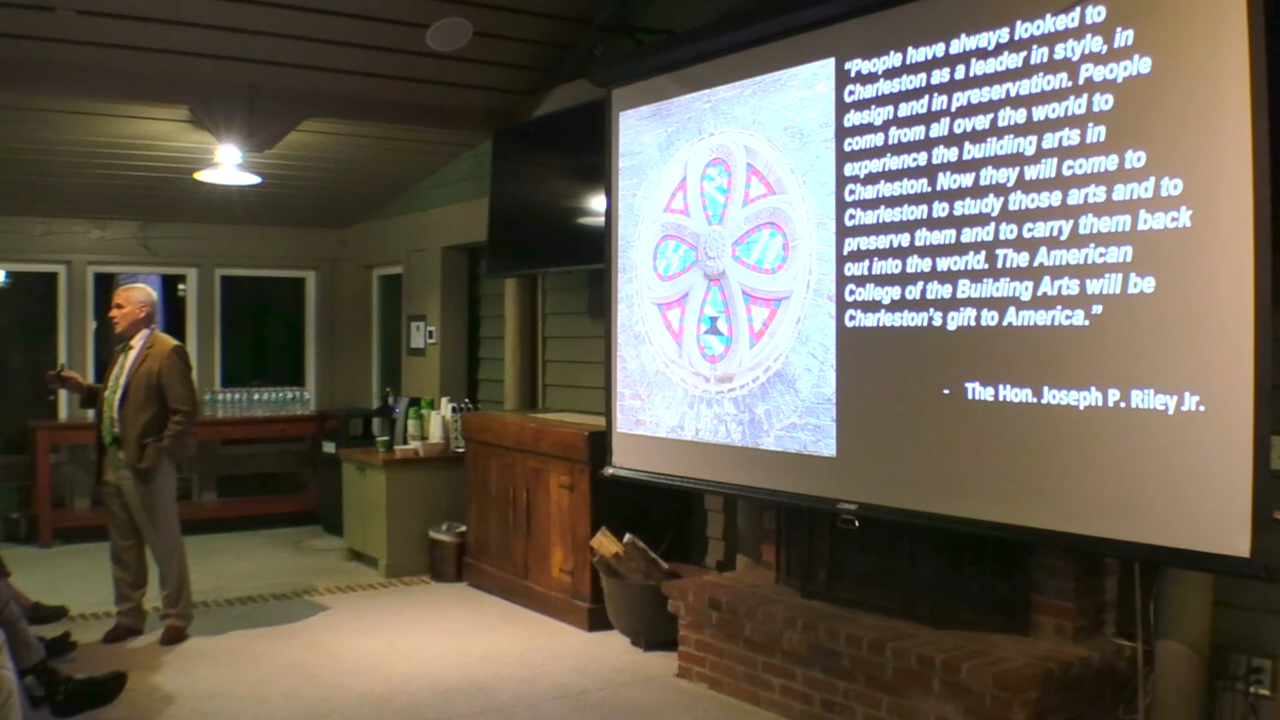 “People have always looked to
Charleston as a leader in style, in
design and in preservation. People
come from all over the world to
experience the building arts in
Charleston. Now they will come to
Charleston to study those arts and to
preserve them and to carry them back
out into the world. The American
College of the Building Arts will be
Charleston’s gift to America.”
- The Hon. Joseph P. Riley Jr.